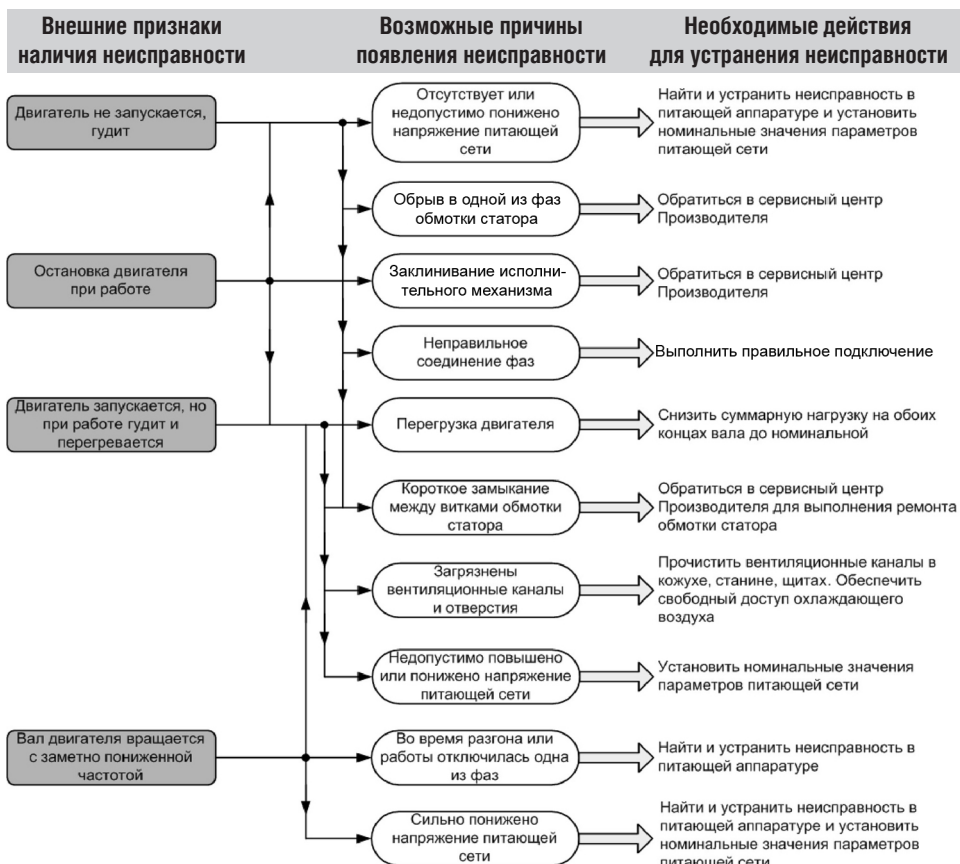 Внешние признаки
наличия неисправности
Возможные причины
появления неисправности
Необходимые действия
для устранения неисправности
Двигатель не запускается,
гудит
Отсутствует или
недопустимо понижено
напряжение питающей
сети
Найти и устранить неисправность в
питающей аппаратуре и установить
номинальные значения параметров
питающей сети
Обрыв в одной из фаз
обмотки статора
Обратиться в сервисный центр
Производителя
Остановка двигателя
при работе
Заклинивание исполни-
тельного механизма
Обратиться в сервисный центр
Производителя
Неправильное
соединение фаз
Выполнить правильное подключение
Двигатель запускается, но
при работе гудит и
перегревается
Перегрузка двигателя
Снизить суммарную нагрузку на обоих
концах вала до номинальной
Короткое замыкание
между витками обмотки
статора
Обратиться в сервисный центр
Производителя для выполнения ремонта
обмотки статора
Загрязнены
вентиляционные каналы
и отверстия
Прочистить вентиляционные каналы в
кожухе, станине, щитах. Обеспечить
свободный доступ охлаждающего
воздуха
Недопустимо повышено
или понижено напряжение
питающей сети
Установить номинальные значения
параметров питающей сети
Вал двигателя вращается
с заметно пониженной
частотой
Во время разгона или
работы отключилась одна
из фаз
Найти и устранить неисправность в
питающей аппаратуре
Сильно понижено
напряжение питающей
сети
Найти и устранить неисправность в
питающей аппаратуре и установить
номинальные значения параметров
питающей сети